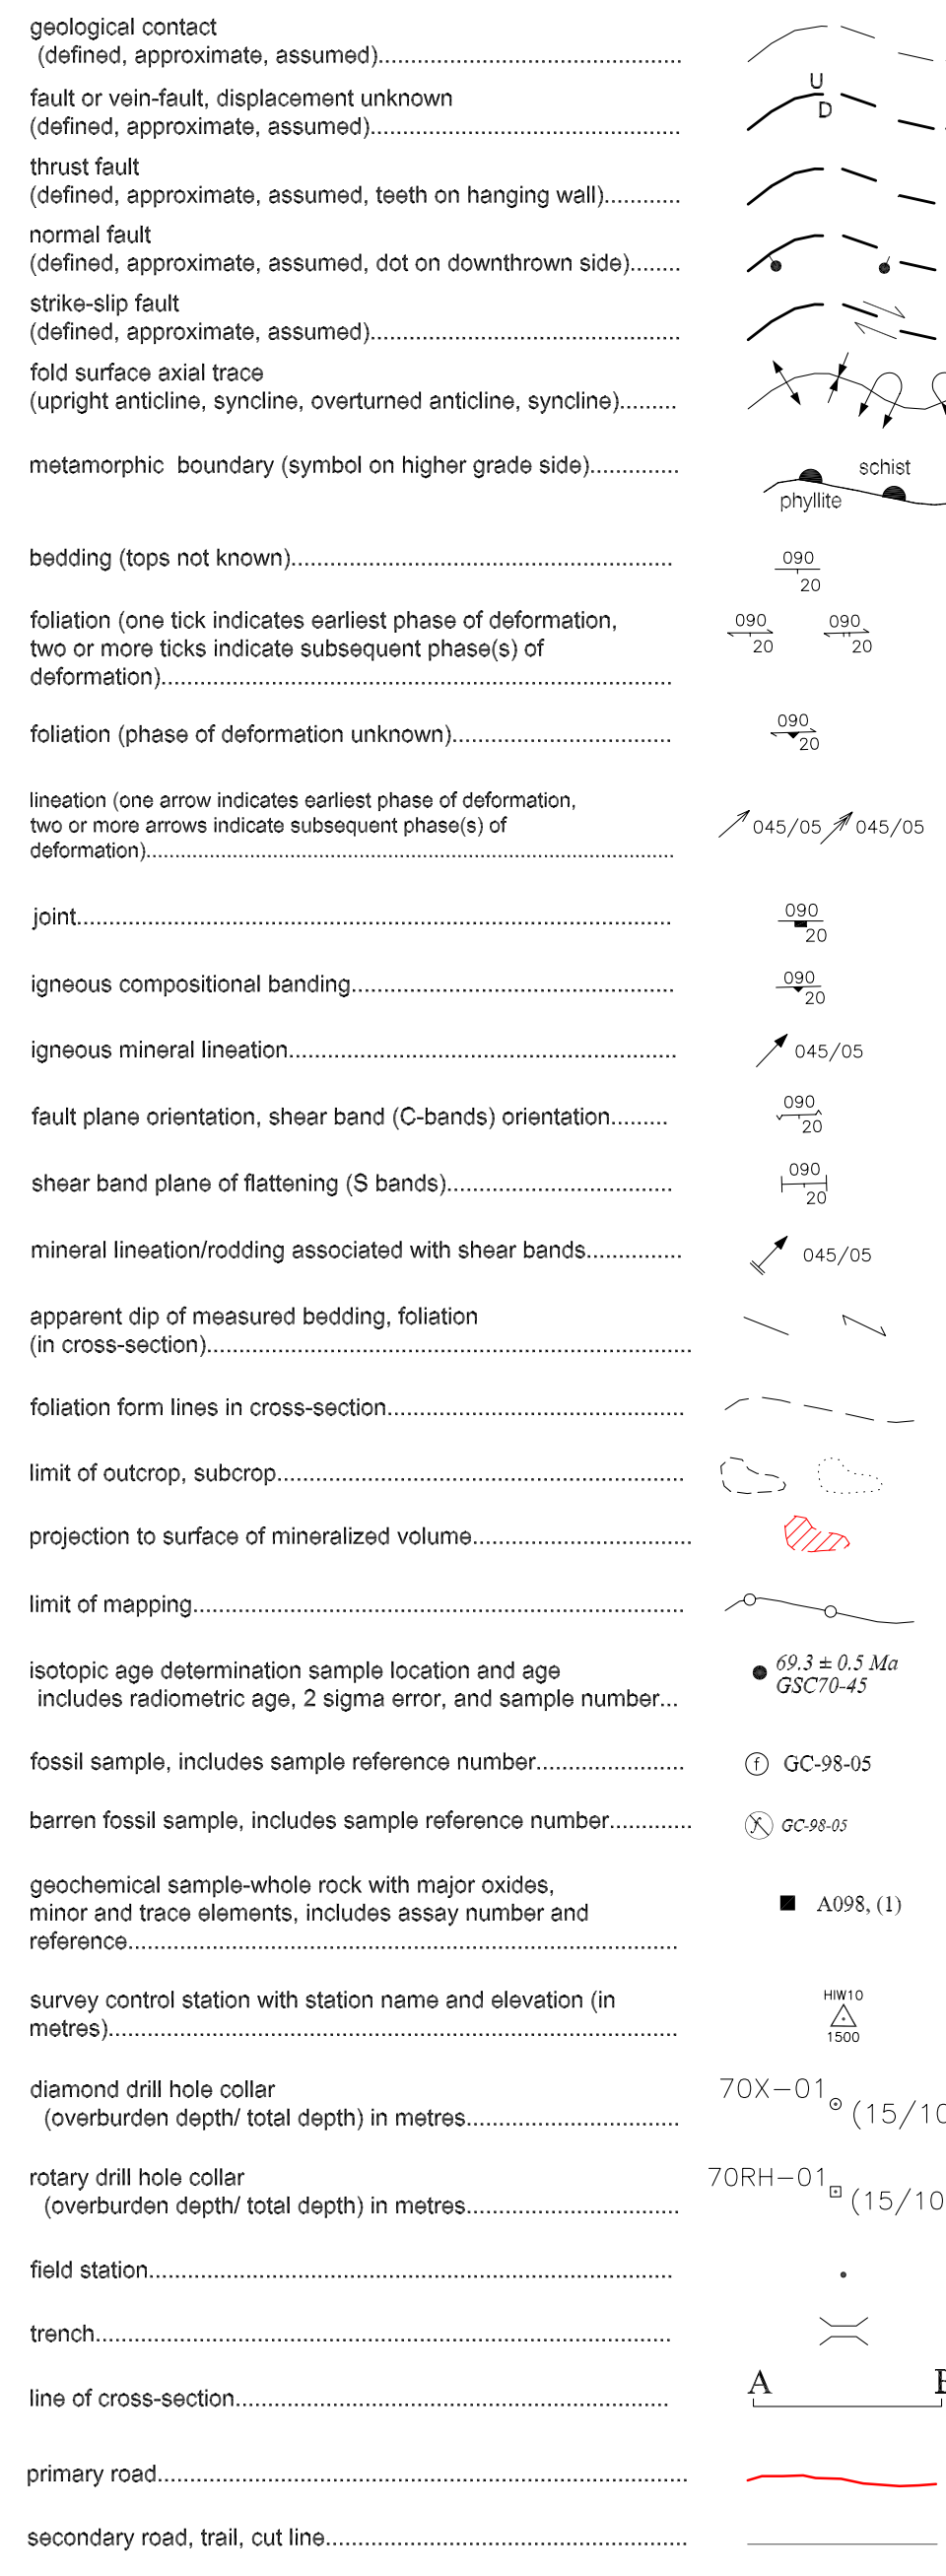 geological contact
(defined, approximate, assumed)....................................................
fault or vein-fault, displacement unknown
(defined, approximate, assumed)....................................................
U
D
thrust fault
(defined, approximate, assumed, teeth on hanging wall)............
normal fault
(defined, approximate, assumed, dot on downthrown side)........
strike-slip fault
(defined, approximate, assumed)....................................................
fold surface axial trace
(upright anticline, syncline, overturned anticline, syncline).........
metamorphic boundary (symbol on higher grade side)..............
schist
phyllite
bedding (tops not known)..............................................................
090
20
foliation (one tick indicates earliest phase of deformation,
two or more ticks indicate subsequent phase(s) of
deformation)..................................................................................
090 090
20 20
foliation (phase of deformation unknown)....................................
090
20
lineation (one arrow indicates earliest phase of deformation,
two or more arrows indicate subsequent phase(s) of
deformation)..................................................................................
045/05 045/05
joint...............................................................................................
090
20
igneous compositional banding.....................................................
090
20
igneous mineral lineation...............................................................
045/05
fault plane orientation, shear band (C-bands) orientation.........
090
20
shear band plane of flattening (S bands)......................................
090
20
mineral lineation/rodding associated with shear bands...............
045/05
apparent dip of measured bedding, foliation
(in cross-section).............................................................................
foliation form lines in cross-section.................................................
limit of outcrop, subcrop.................................................................
projection to surface of mineralized volume....................................
limit of mapping..............................................................................
isotopic age determination sample location and age
includes radiometric age, 2 sigma error, and sample number...
69.3 ± 0.5 Ma
GSC70-45
fossil sample, includes sample reference number.......................
f GC-98-05
barren fossil sample, includes sample reference number.............
f GC-98-05
geochemical sample-whole rock with major oxides,
minor and trace elements, includes assay number and
reference.......................................................................................
A098, (1)
survey control station with station name and elevation (in
metres)..........................................................................................
HIW10
1500
diamond drill hole collar
(overburden depth/ total depth) in metres....................................
70X-01
(15/10
rotary drill hole collar
(overburden depth/ total depth) in metres....................................
70RH-01
(15/10
field station....................................................................................
trench............................................................................................
line of cross-section......................................................................
A
primary road....................................................................................
secondary road, trail, cut line..........................................................